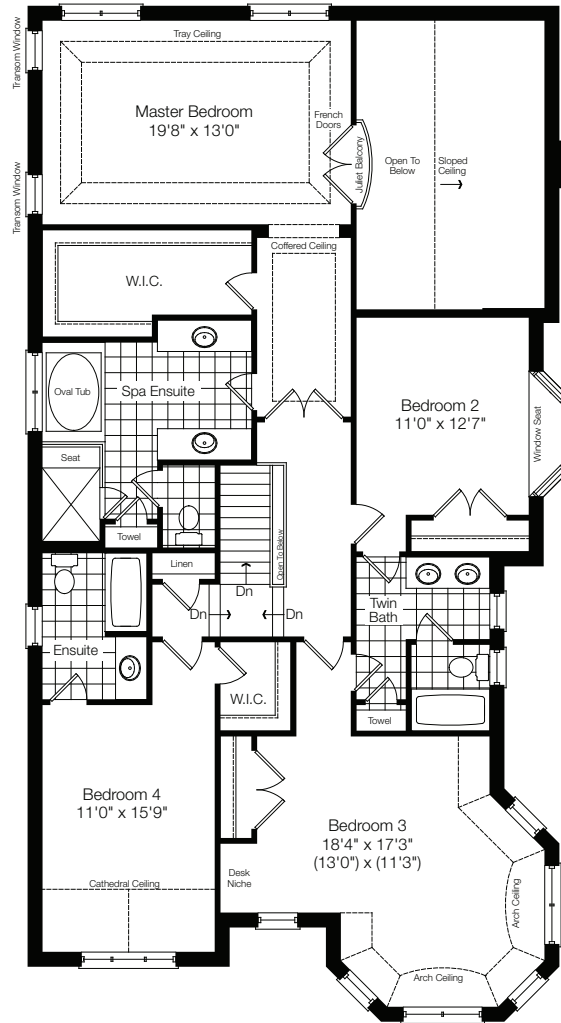 Tray Ceiling
Transom Window
Master Bedroom
19'8" x 13'0"
French
Doors
Juliet Balcony
Open To
Below
Sloped
Ceiling
Transom Window
Coffered Ceiling
W.I.C.
Oval Tub
Spa Ensuite
Bedroom 2
11'0" x 12'7"
Window Seat
Seat
Towel
Linen
Open To Below
Dn
Dn
Dn
Twin
Bath
Ensuite
W.I.C.
Towel
Bedroom 4
11'0" x 15'9"
Bedroom 3
18'4" x 17'3"
(13'0") x (11'3")
Desk
Niche
Cathedral Ceiling
Arch Ceiling
Arch Ceiling